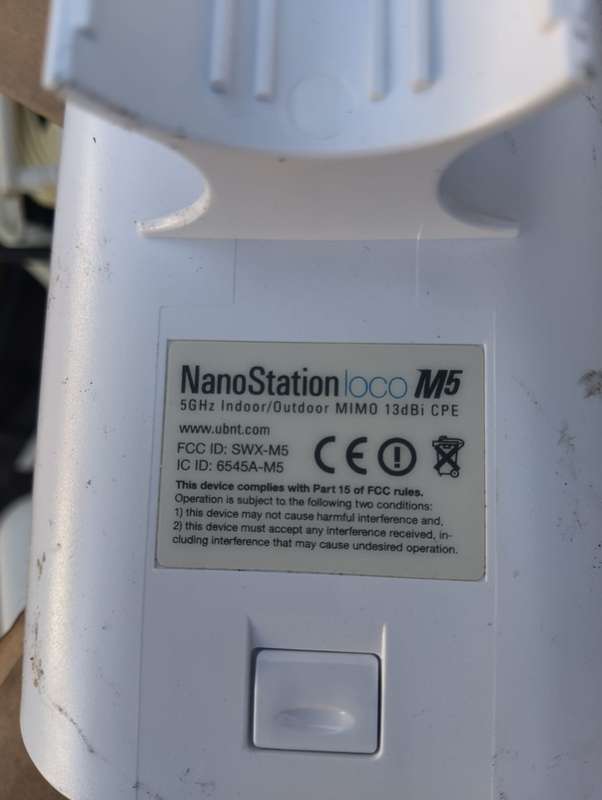 NanoStation loco M5
5GHz Indoor/Outdoor MIMO 13dBi CPE
www.ubnt.com
FCC ID: SWX-M5
IC ID: 6545A-M5
CE
This device complies with Part 15 of FCC rules.
Operation is subject to the following two conditions:
1) this device may not cause harmful interference and,
2) this device must accept any interference received, in-
cluding interference that may cause undesired operation.